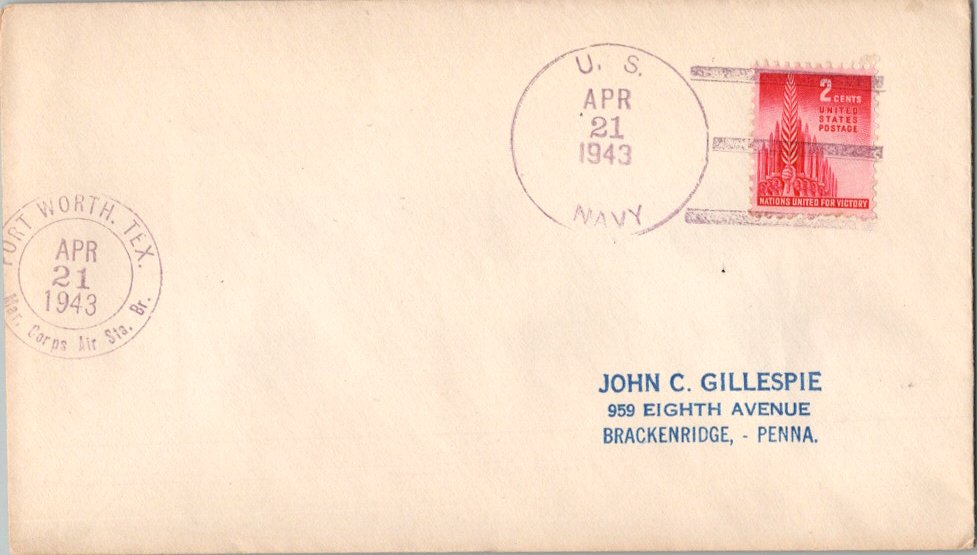 U. S.
APR
21
1943
NAVY
2 CENTS
UNITED
STATES
POSTAGE
NATIONS UNITED FOR VICTORY
FORT WORTH, TEX.
APR
21
1943
Mar. Corps Air Sta. Br.
JOHN C. GILLESPIE
959 EIGHTH AVENUE
BRACKENRIDGE, - PENNA.